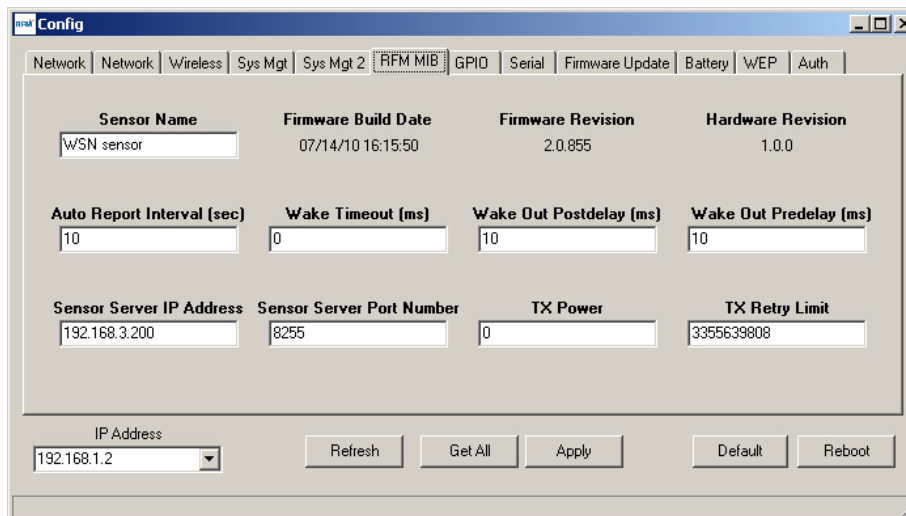 RFM Config
Network Network Wireless Sys Mgt Sys Mgt 2 RFM MIB GPIO Serial Firmware Update Battery WEP Auth
Sensor Name Firmware Build Date Firmware Revision Hardware Revision
WSN sensor 07/14/10 16:15:50 2.0.855 1.0.0
Auto Report Interval (sec) Wake Timeout (ms) Wake Out Postdelay (ms) Wake Out Predelay (ms)
10 0 10 10
Sensor Server IP Address Sensor Server Port Number TX Power TX Retry Limit
192.168.3.200 8255 0 3355639808
IP Address
192.168.1.2 Refresh Get All Apply Default Reboot